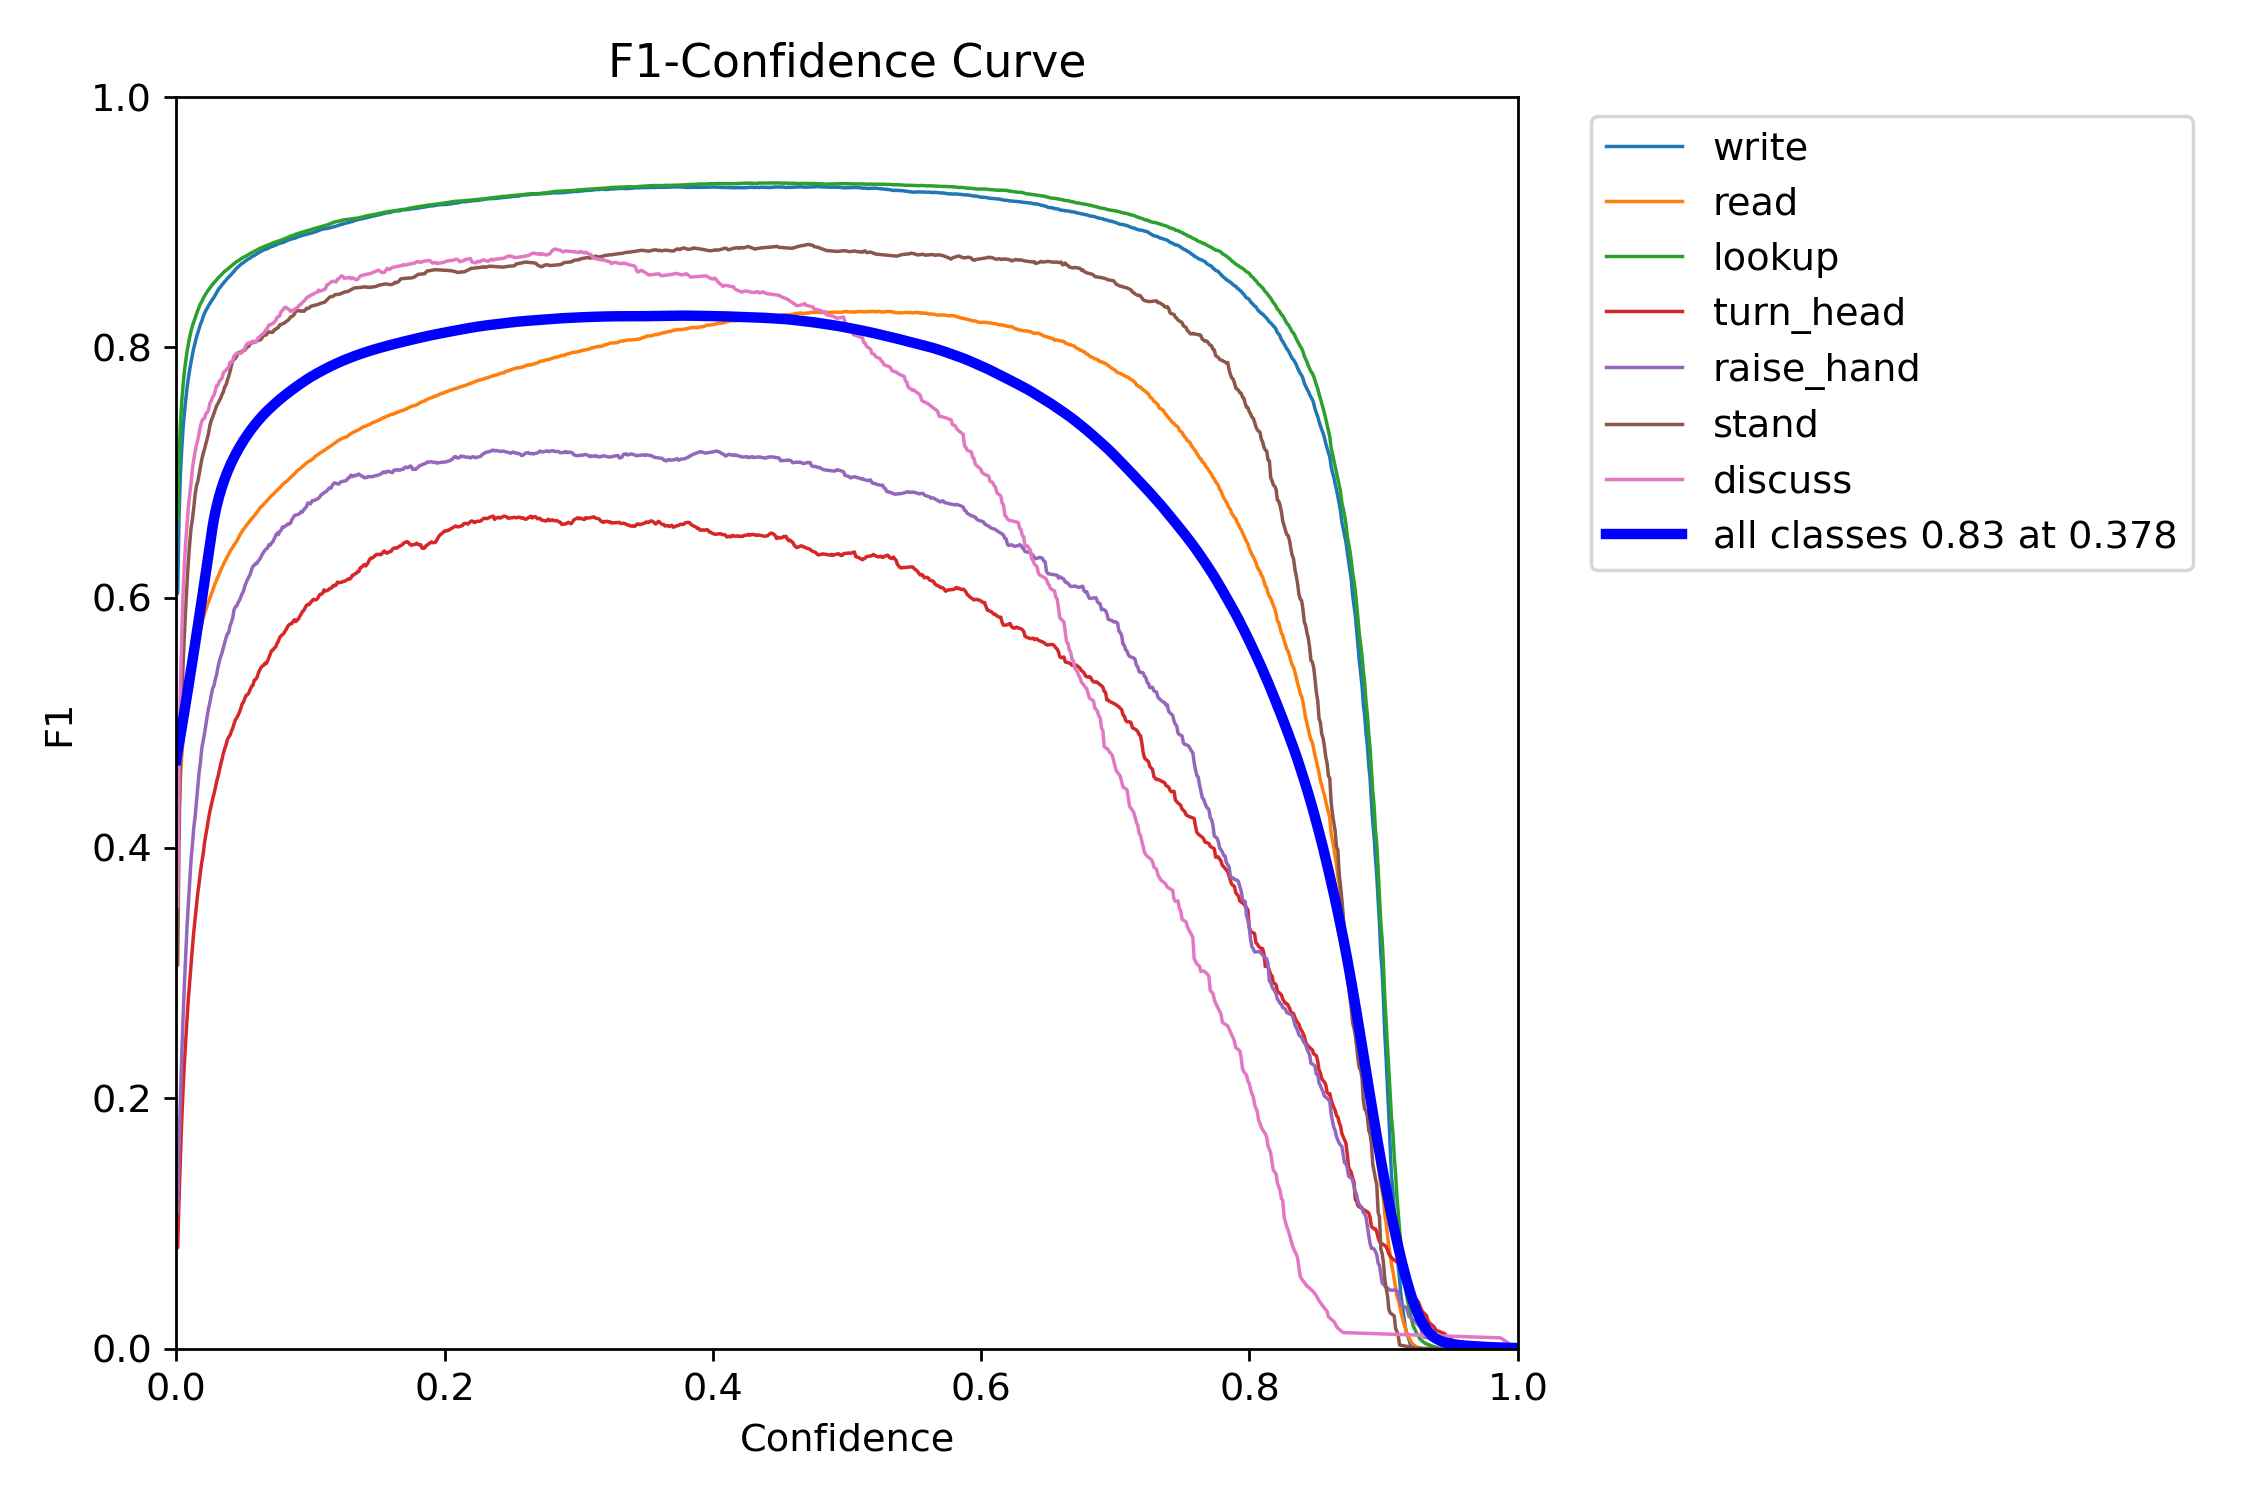 F1-Confidence Curve
1.0
0.8
0.6
0.4
0.2
0.0
F1
0.0 0.2 0.4 0.6 0.8 1.0
Confidence
write
read
lookup
turn_head
raise_hand
stand
discuss
all classes 0.83 at 0.378